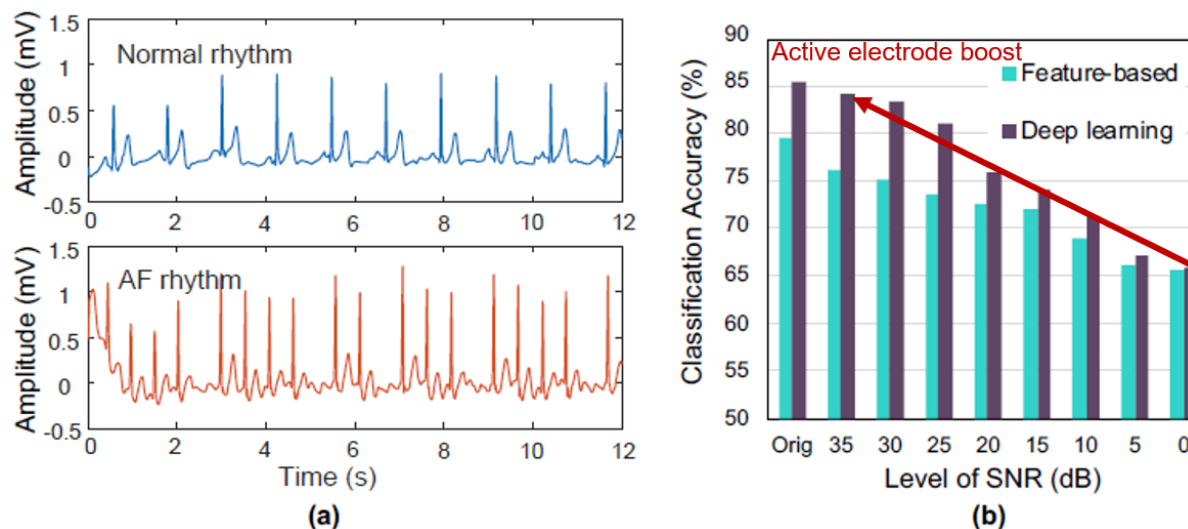 1.5
1
0.5
0
-0.5
Amplitude (mV)
Normal rhythm
0 2 4 6 8 10 12
1.5
1
0.5
0
-0.5
Amplitude (mV)
AF rhythm
0 2 4 6 8 10 12
Time (s)
(a)
90
85
80
75
70
65
60
55
50
Classification Accuracy (%)
Active electrode boost
Feature-based
Deep learning
Orig 35 30 25 20 15 10 5 0
Level of SNR (dB)
(b)